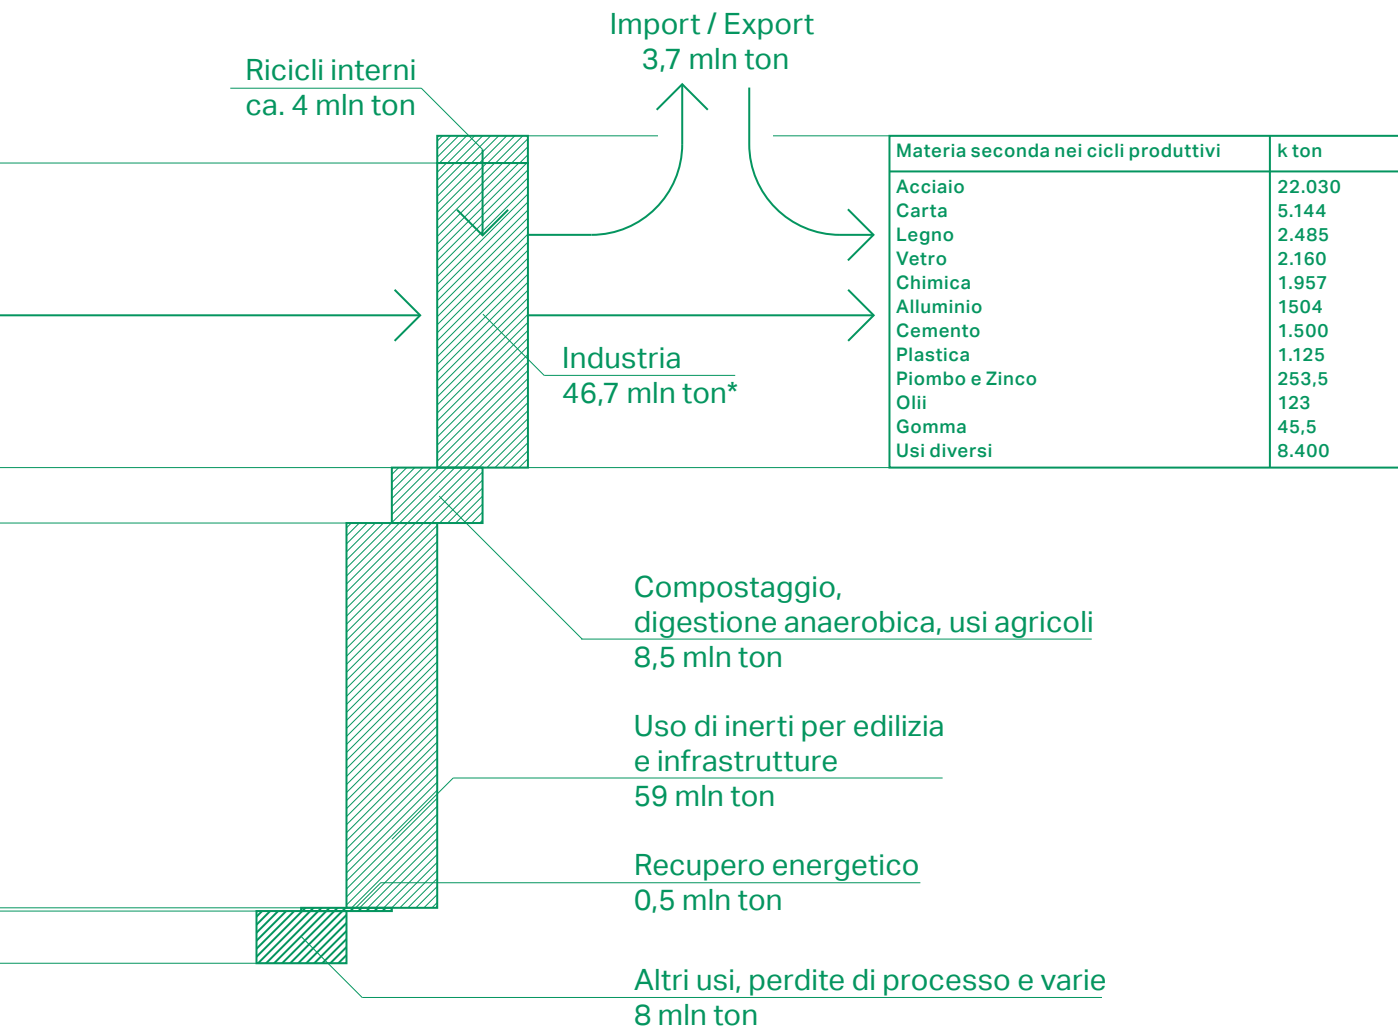 Import / Export
3,7 mln ton
Ricicli interni
ca. 4 mln ton
Materia seconda nei cicli produttivi k ton
Acciaio 22.030
Carta 5.144
Legno 2.485
Vetro 2.160
Chimica 1.957
Alluminio 1504
Cemento 1.500
Plastica 1.125
Piombo e Zinco 253,5
Olii 123
Gomma 45,5
Usi diversi 8.400
Industria
46,7 mln ton*
Compostaggio,
digestione anaerobica, usi agricoli
8,5 mln ton
Uso di inerti per edilizia
e infrastrutture
59 mln ton
Recupero energetico
0,5 mln ton
Altri usi, perdite di processo e varie
8 mln ton